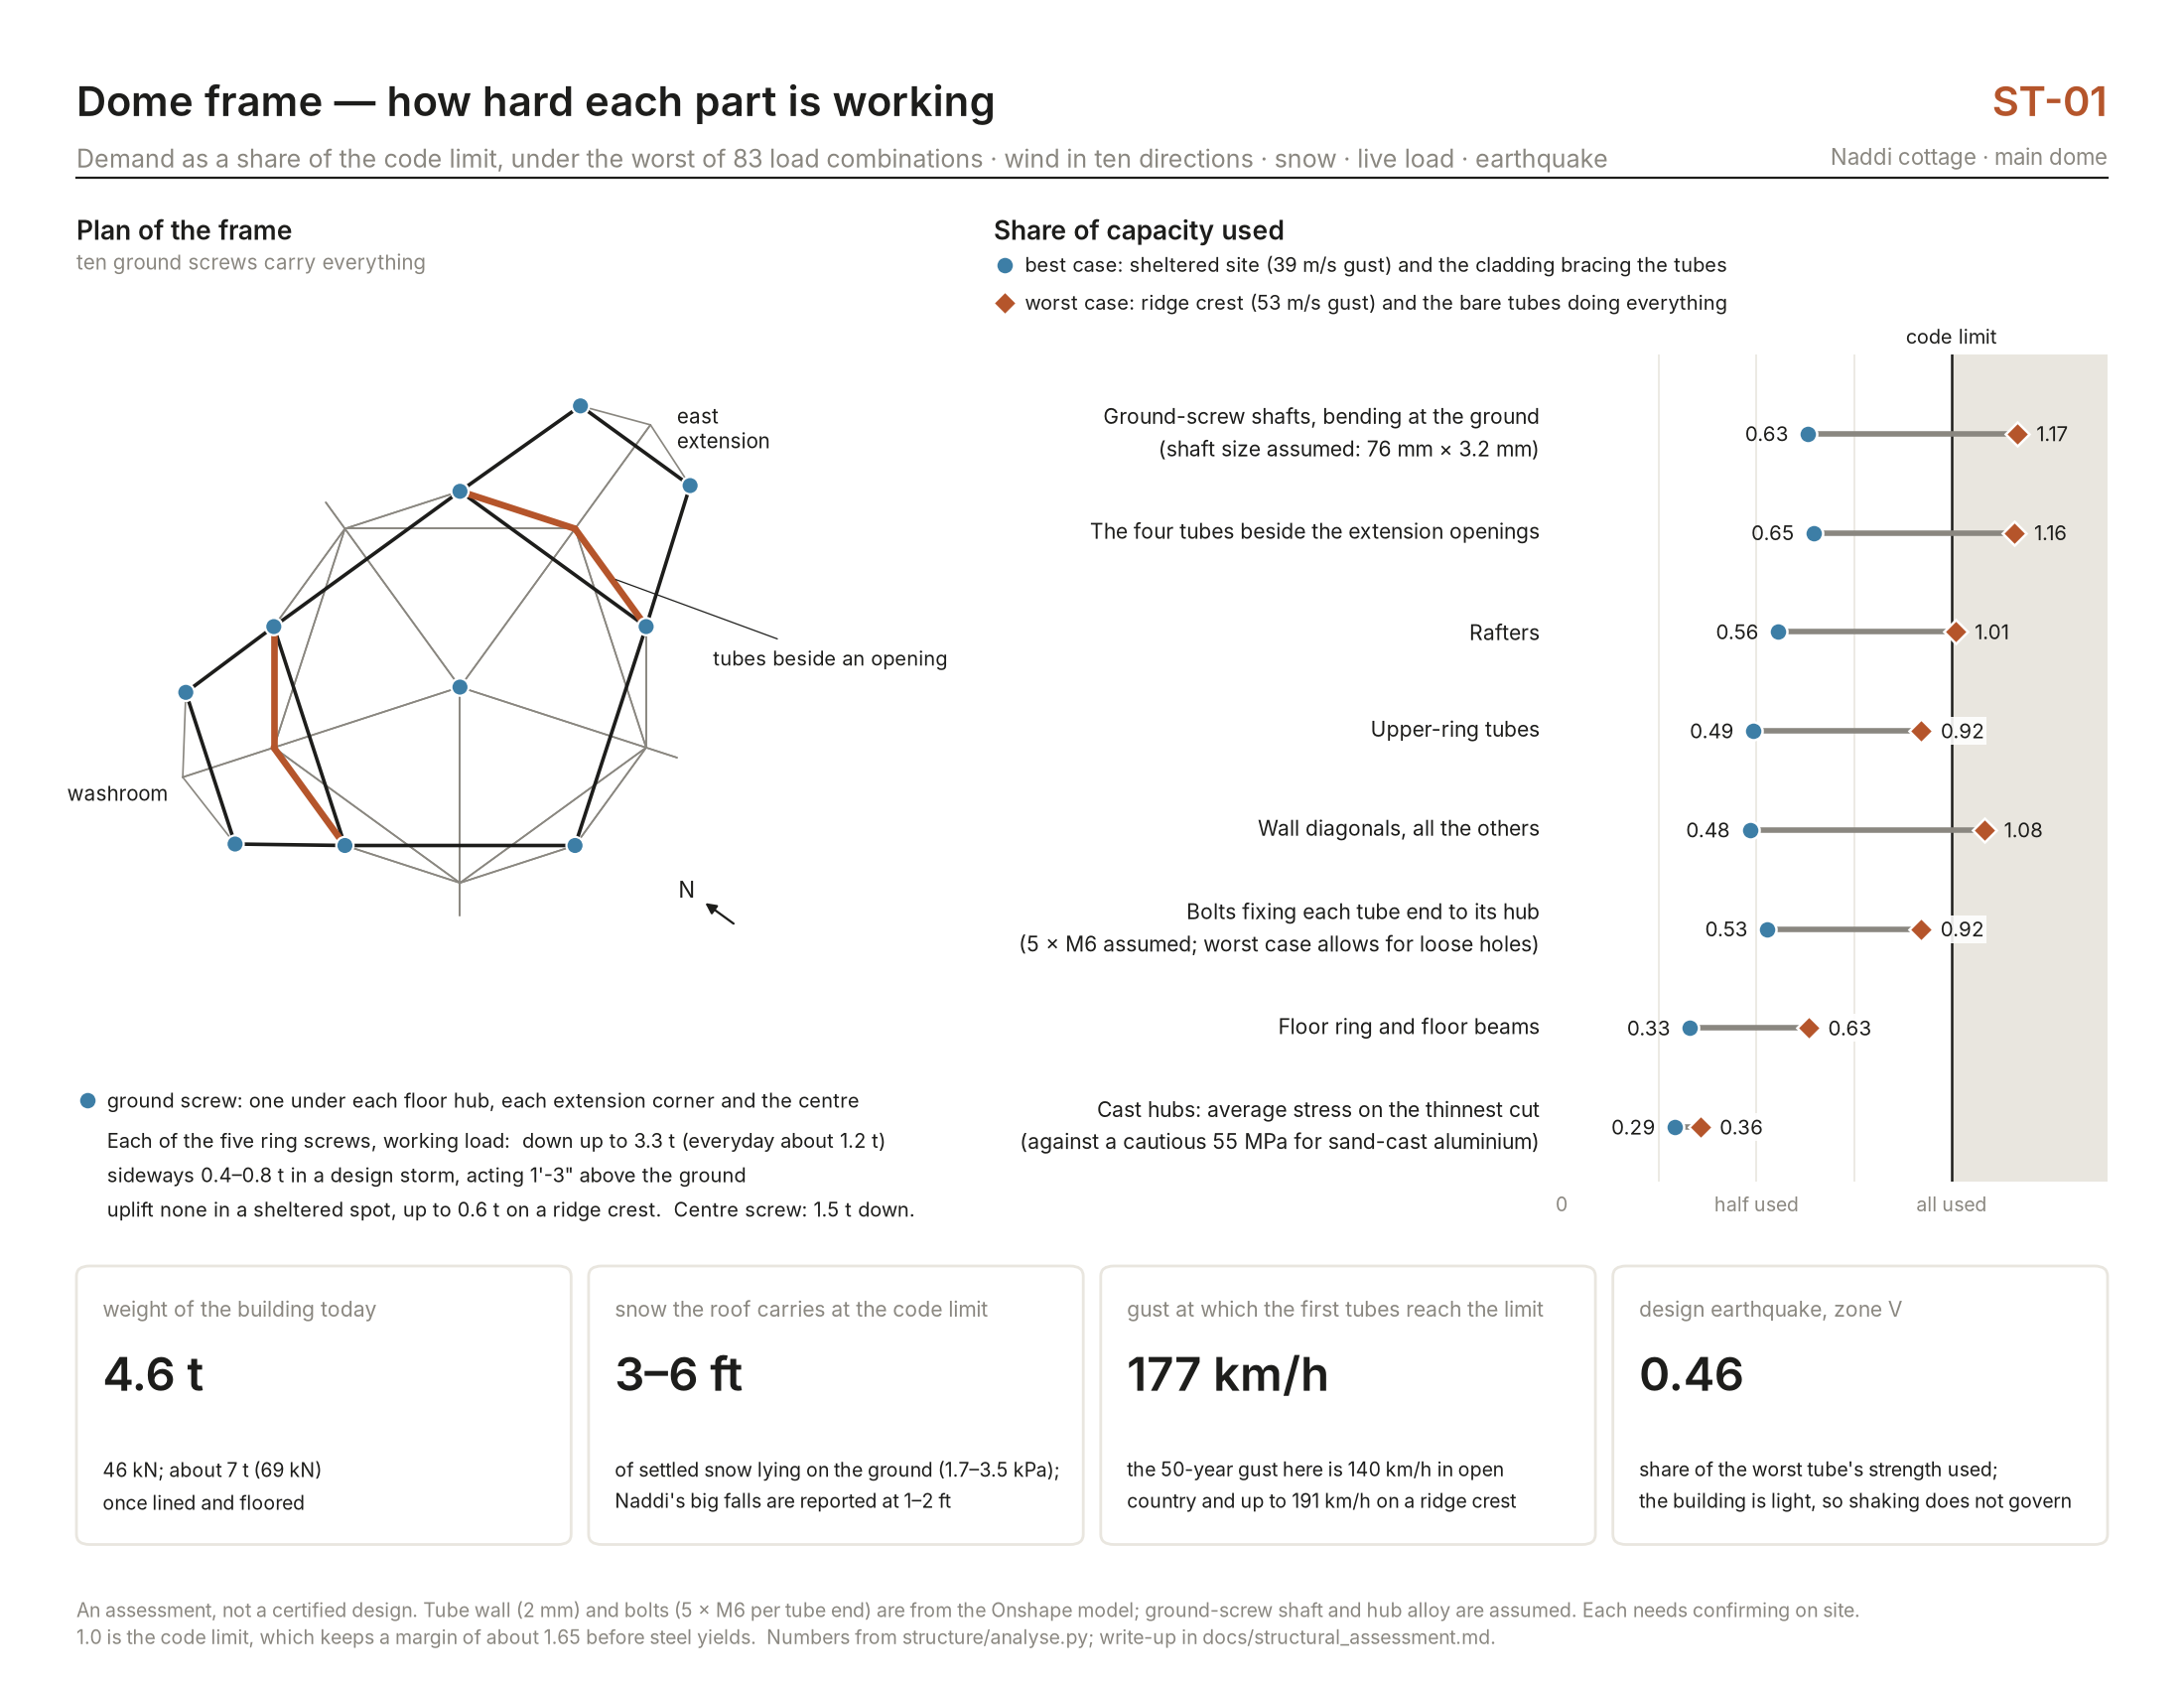 Dome frame — how hard each part is working
ST-01
Demand as a share of the code limit, under the worst of 83 load combinations · wind in ten directions · snow · live load · earthquake
Naddi cottage · main dome
Plan of the frame
ten ground screws carry everything
east
extension
tubes beside an opening
washroom
N
ground screw: one under each floor hub, each extension corner and the centre
Each of the five ring screws, working load:  down up to 3.3 t (everyday about 1.2 t)
sideways 0.4–0.8 t in a design storm, acting 1'-3" above the ground
uplift none in a sheltered spot, up to 0.6 t on a ridge crest.  Centre screw: 1.5 t down.
Share of capacity used
best case: sheltered site (39 m/s gust) and the cladding bracing the tubes
worst case: ridge crest (53 m/s gust) and the bare tubes doing everything
code limit
Ground-screw shafts, bending at the ground
(shaft size assumed: 76 mm × 3.2 mm)
0.63
1.17
The four tubes beside the extension openings
0.65
1.16
Rafters
0.56
1.01
Upper-ring tubes
0.49
0.92
Wall diagonals, all the others
0.48
1.08
Bolts fixing each tube end to its hub
(5 × M6 assumed; worst case allows for loose holes)
0.53
0.92
Floor ring and floor beams
0.33
0.63
Cast hubs: average stress on the thinnest cut
(against a cautious 55 MPa for sand-cast aluminium)
0.29
0.36
0
half used
all used
weight of the building today
4.6 t
46 kN; about 7 t (69 kN)
once lined and floored
snow the roof carries at the code limit
3–6 ft
of settled snow lying on the ground (1.7–3.5 kPa);
Naddi's big falls are reported at 1–2 ft
gust at which the first tubes reach the limit
177 km/h
the 50-year gust here is 140 km/h in open
country and up to 191 km/h on a ridge crest
design earthquake, zone V
0.46
share of the worst tube's strength used;
the building is light, so shaking does not govern
An assessment, not a certified design. Tube wall (2 mm) and bolts (5 × M6 per tube end) are from the Onshape model; ground-screw shaft and hub alloy are assumed. Each needs confirming on site.
1.0 is the code limit, which keeps a margin of about 1.65 before steel yields.  Numbers from structure/analyse.py; write-up in docs/structural_assessment.md.